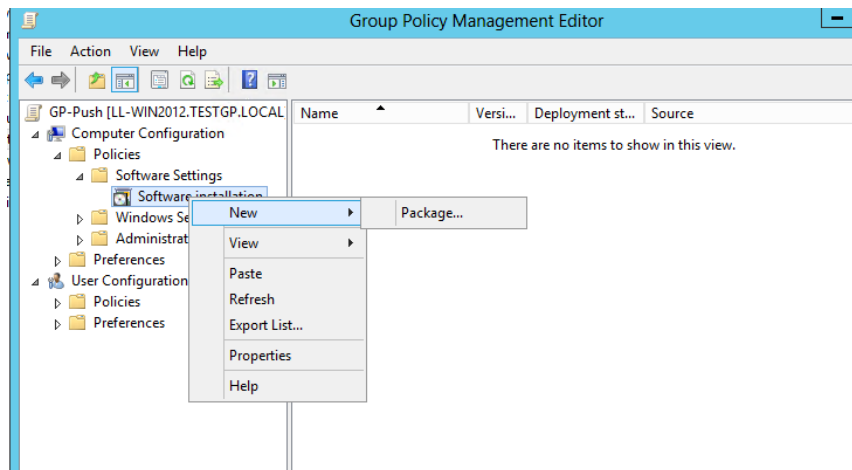 Group Policy Management Editor
File Action View Help
GP-Push [LL-WIN2012.TESTGP.LOCAL
Computer Configuration
Policies
Software Settings
Software installation
Windows Se
Administrat
Preferences
User Configuration
Policies
Preferences
Name Versi... Deployment st... Source
There are no items to show in this view.
New
View
Paste
Refresh
Export List...
Properties
Help
Package...